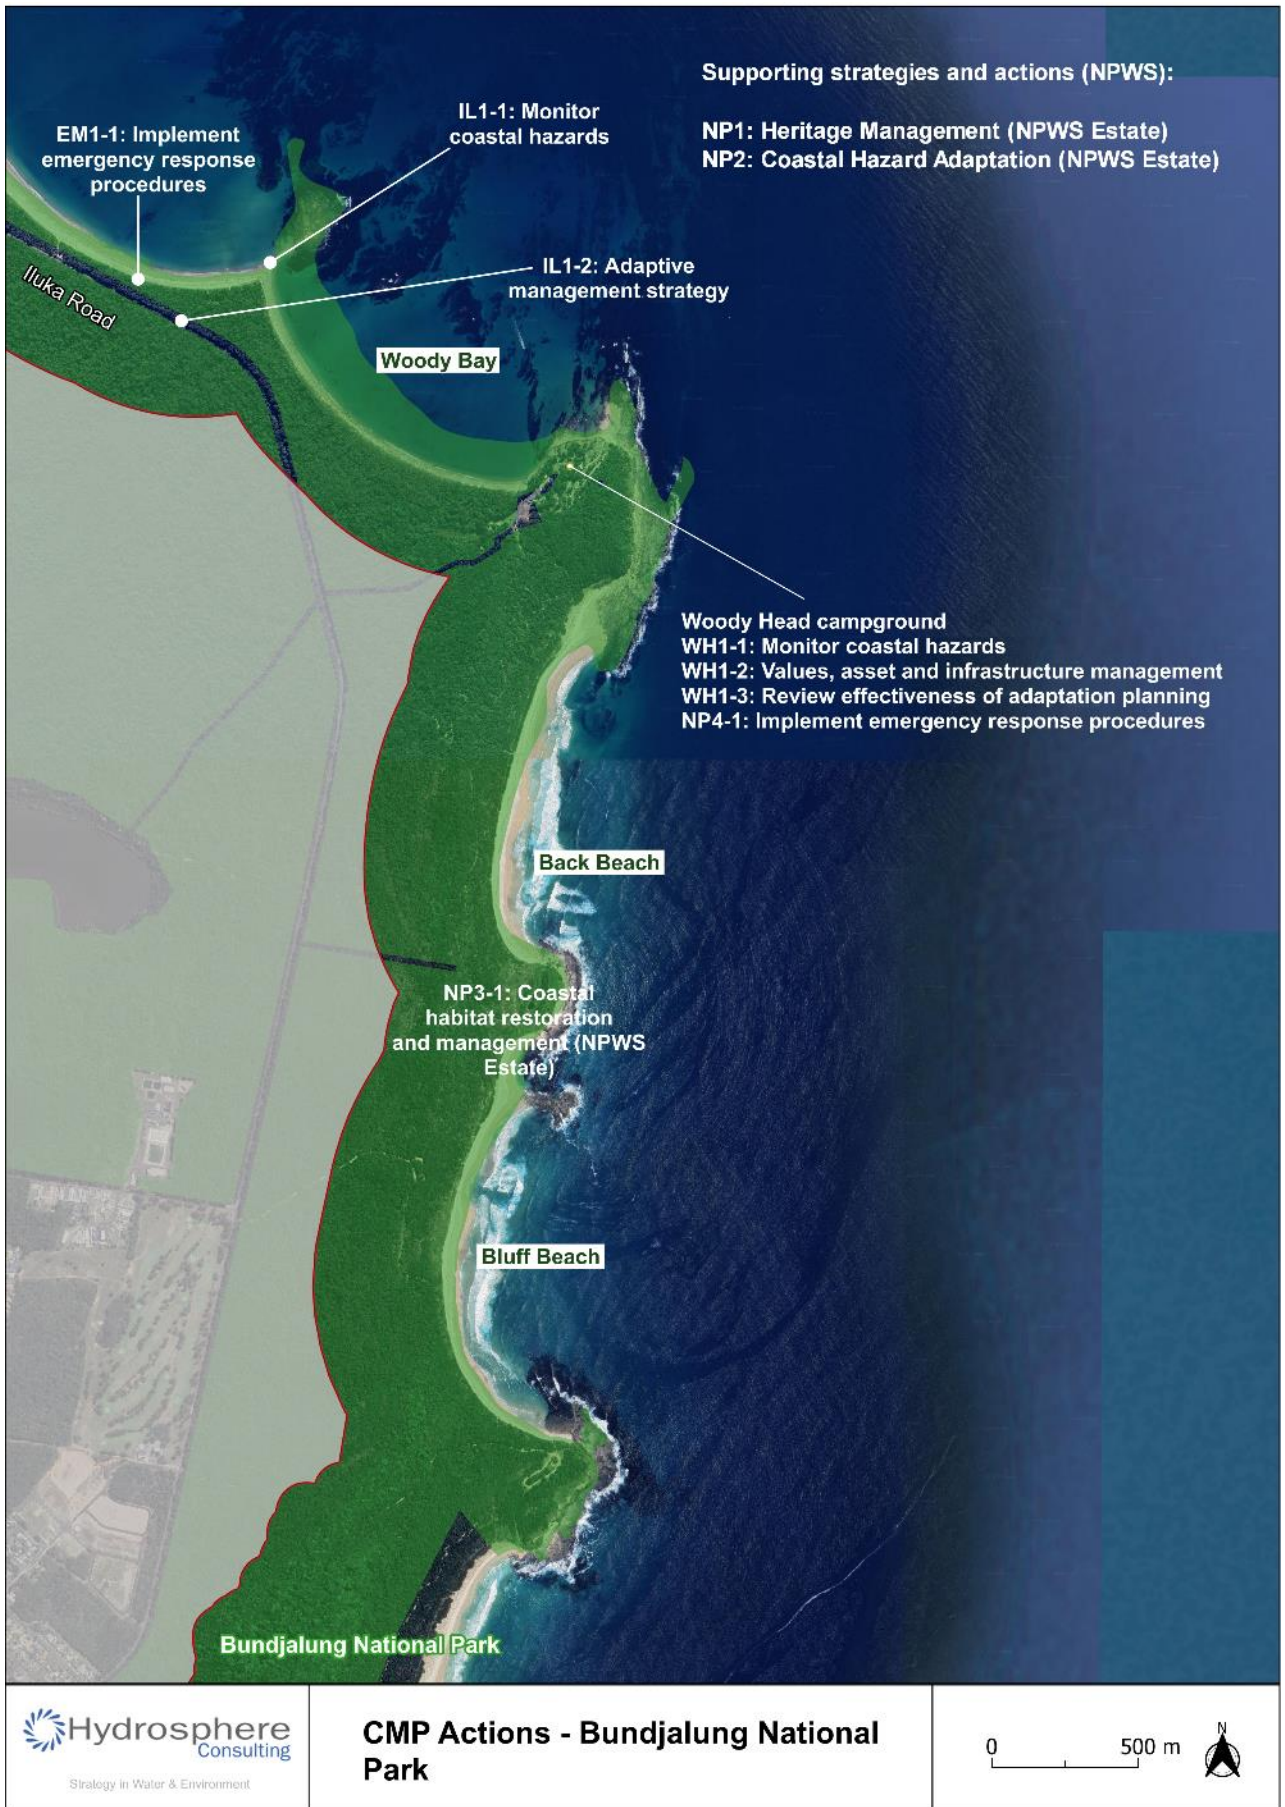 Supporting strategies and actions (NPWS):
NP1: Heritage Management (NPWS Estate)
NP2: Coastal Hazard Adaptation (NPWS Estate)
EM1-1: Implement
emergency response
procedures
IL1-1: Monitor
coastal hazards
IL1-2: Adaptive
management strategy
Iluka Road
Woody Bay
Woody Head campground
WH1-1: Monitor coastal hazards
WH1-2: Values, asset and infrastructure management
WH1-3: Review effectiveness of adaptation planning
NP4-1: Implement emergency response procedures
Back Beach
NP3-1: Coastal
habitat restoration
and management (NPWS
Estate)
Bluff Beach
Bundjalung National Park
Hydrosphere
Consulting
Strategy in Water & Environment
CMP Actions - Bundjalung National
Park
0 500 m
N